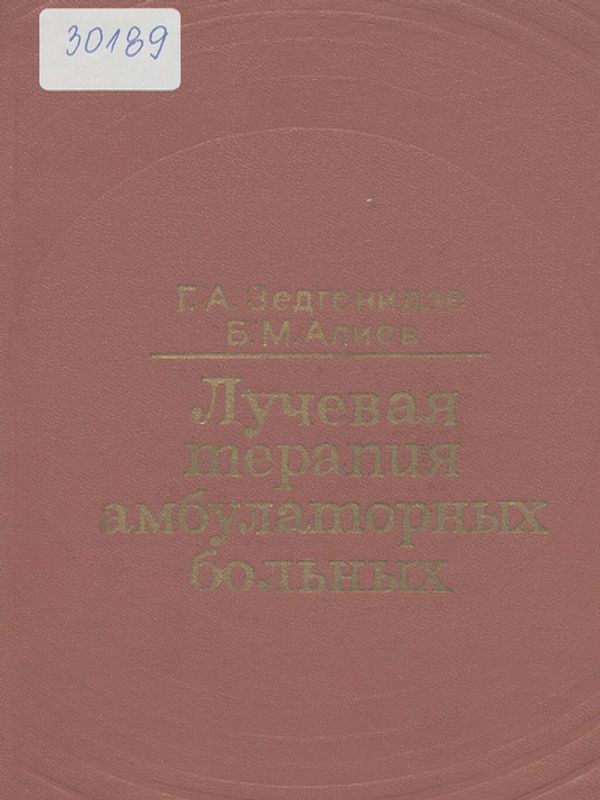 30189
Г. А. Зедгенидзе
Б. М. Алиев
Лучевая
терапия
амбулаторных
больных